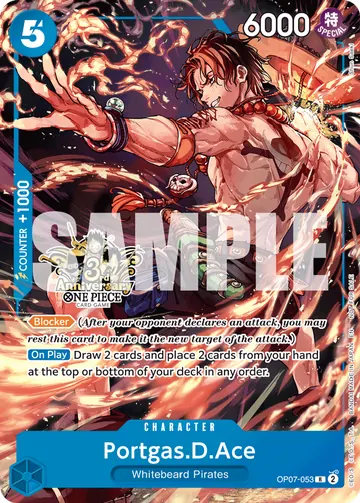 5
6000
特
SPECIAL
COUNTER +1000
SAMPLE
3rd
Anniversary
ONE PIECE
CARD GAME
Blocker (After your opponent declares an attack, you may
rest this card to make it the new target of the attack.)
On Play Draw 2 cards and place 2 cards from your hand
at the top or bottom of your deck in any order.
CHARACTER
Portgas.D.Ace
Whitebeard Pirates
OP07-053 R 2